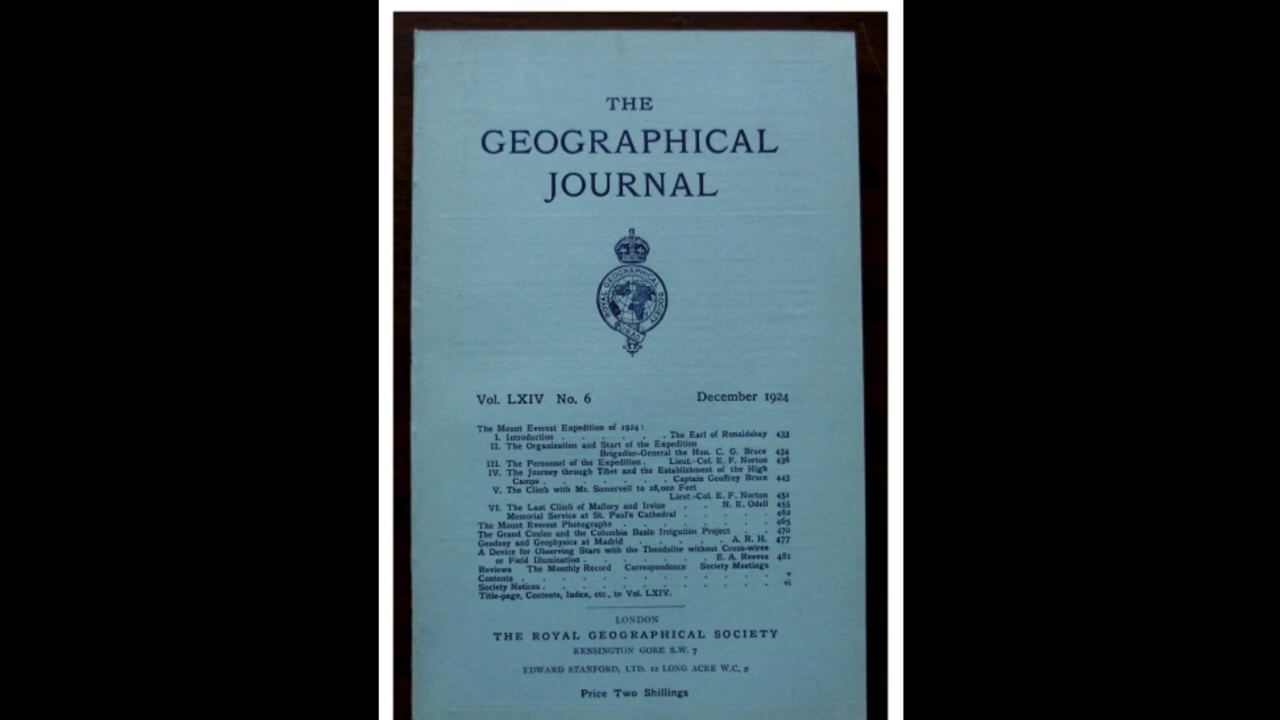 THE
GEOGRAPHICAL
JOURNAL
ROYAL GEOGRAPHICAL SOCIETY
1830
Vol. LXIV No. 6 December 1924
The Mount Everest Expedition of 1924:
I. Introduction . . . . . . The Earl of Ronaldshay 433
II. The Organization and Start of the Expedition
Brigadier-General the Hon. C. G. Bruce 434
III. The Personnel of the Expedition . Lieut.-Col. E. F. Norton 436
IV. The Journey through Tibet and the Establishment of the High
Camps . . . . . . . Captain Geoffrey Bruce 443
V. The Climb with Mr. Somervell to 28,000 Feet
Lieut.-Col. E. F. Norton 451
VI. The Last Climb of Mallory and Irvine . . N. E. Odell 455
Memorial Service at St. Paul's Cathedral . . . . . 462
The Mount Everest Photographs . . . . . . . . 465
The Grand Coulee and the Columbia Basin Irrigation Project . . 470
Geodesy and Geophysics at Madrid . . . . . . A. R. H. 477
A Device for Observing Stars with the Theodolite without Cross-wires
or Field Illumination . . . . . . . E. A. Reeves 482
Reviews The Monthly Record Correspondence Society Meetings
Contents . . . . . . . . . . . v
Society Notices . . . . . . . . . . vi
Title-page, Contents, Index, etc., to Vol. LXIV.
LONDON
THE ROYAL GEOGRAPHICAL SOCIETY
KENSINGTON GORE S.W. 7
EDWARD STANFORD, LTD. 12 LONG ACRE W.C. 2
Price Two Shillings